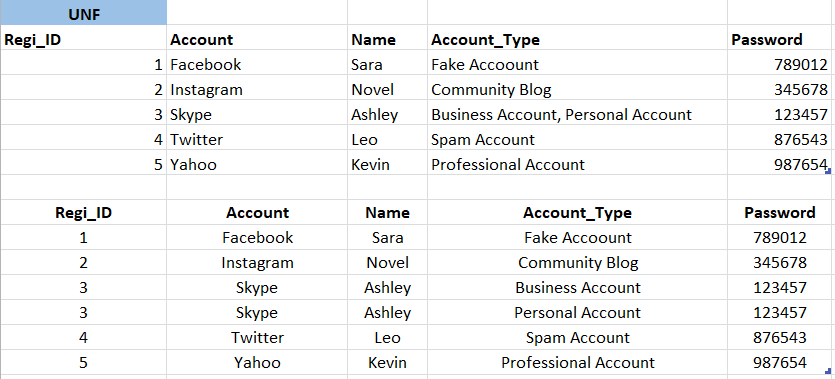 UNF
Regi_ID Account Name Account_Type Password
1 Facebook Sara Fake Accoount 789012
2 Instagram Novel Community Blog 345678
3 Skype Ashley Business Account, Personal Account 123457
4 Twitter Leo Spam Account 876543
5 Yahoo Kevin Professional Account 987654
Regi_ID Account Name Account_Type Password
1 Facebook Sara Fake Accoount 789012
2 Instagram Novel Community Blog 345678
3 Skype Ashley Business Account 123457
3 Skype Ashley Personal Account 123457
4 Twitter Leo Spam Account 876543
5 Yahoo Kevin Professional Account 987654